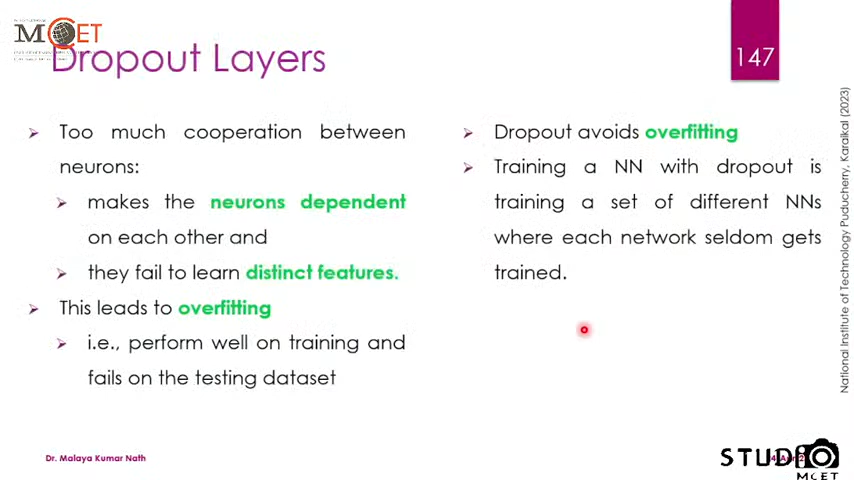 MCET
Dropout Layers
147
➢ Too much cooperation between
neurons:
➢ makes the neurons dependent
on each other and
➢ they fail to learn distinct features.
➢ This leads to overfitting
➢ i.e., perform well on training and
fails on the testing dataset
➢ Dropout avoids overfitting
➢ Training a NN with dropout is
training a set of different NNs
where each network seldom gets
trained.
National Institute of Technology Puducherry, Karaikal (2023)
Dr. Malaya Kumar Nath
STUDIO
MCET